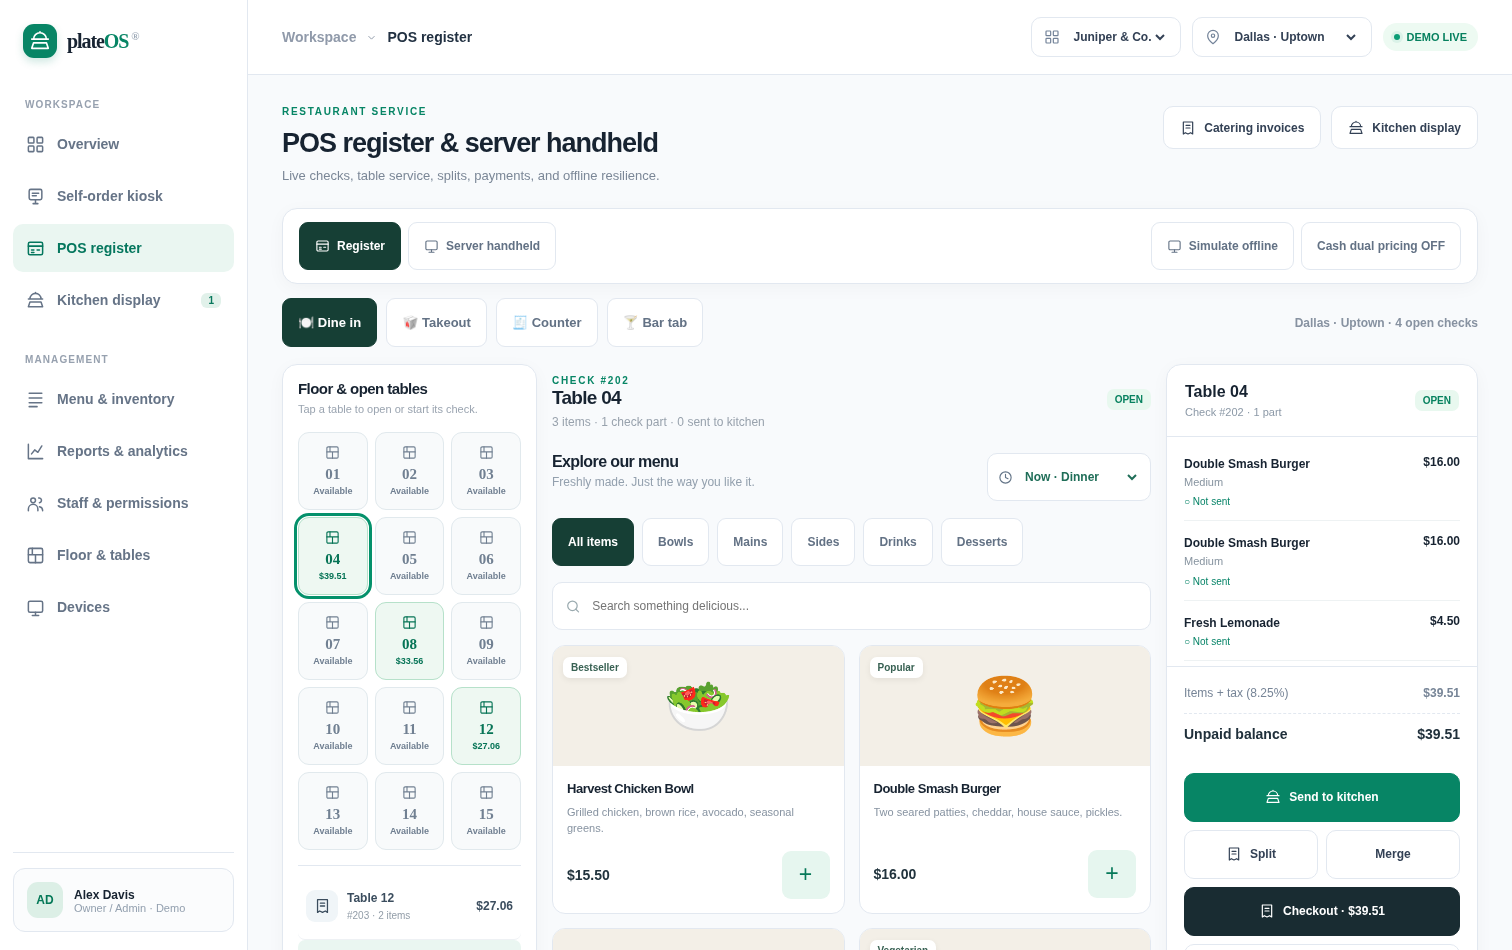 plateOS ®
WORKSPACE
Overview
Self-order kiosk
POS register
Kitchen display 1
MANAGEMENT
Menu & inventory
Reports & analytics
Staff & permissions
Floor & tables
Devices
AD Alex Davis
Owner / Admin · Demo
Workspace POS register
Juniper & Co. Dallas · Uptown DEMO LIVE
RESTAURANT SERVICE
POS register & server handheld
Live checks, table service, splits, payments, and offline resilience.
Catering invoices Kitchen display
Register Server handheld Simulate offline Cash dual pricing OFF
Dine in Takeout Counter Bar tab Dallas · Uptown · 4 open checks
Floor & open tables
Tap a table to open or start its check.
01 02 03
Available Available Available
04 05 06
$39.51 Available Available
07 08 09
Available $33.56 Available
10 11 12
Available Available $27.06
13 14 15
Available Available Available
Table 12 $27.06
#203 · 2 items
CHECK #202
Table 04 OPEN
3 items · 1 check part · 0 sent to kitchen
Explore our menu
Freshly made. Just the way you like it.
Now · Dinner
All items Bowls Mains Sides Drinks Desserts
Search something delicious...
Bestseller
Harvest Chicken Bowl
Grilled chicken, brown rice, avocado, seasonal
greens.
$15.50 +
Popular
Double Smash Burger
Two seared patties, cheddar, house sauce, pickles.
$16.00 +
Vegetarian
Table 04
Check #202 · 1 part
OPEN
Double Smash Burger $16.00
Medium
○ Not sent
Double Smash Burger $16.00
Medium
○ Not sent
Fresh Lemonade $4.50
○ Not sent
Items + tax (8.25%) $39.51
Unpaid balance $39.51
Send to kitchen
Split Merge
Checkout · $39.51